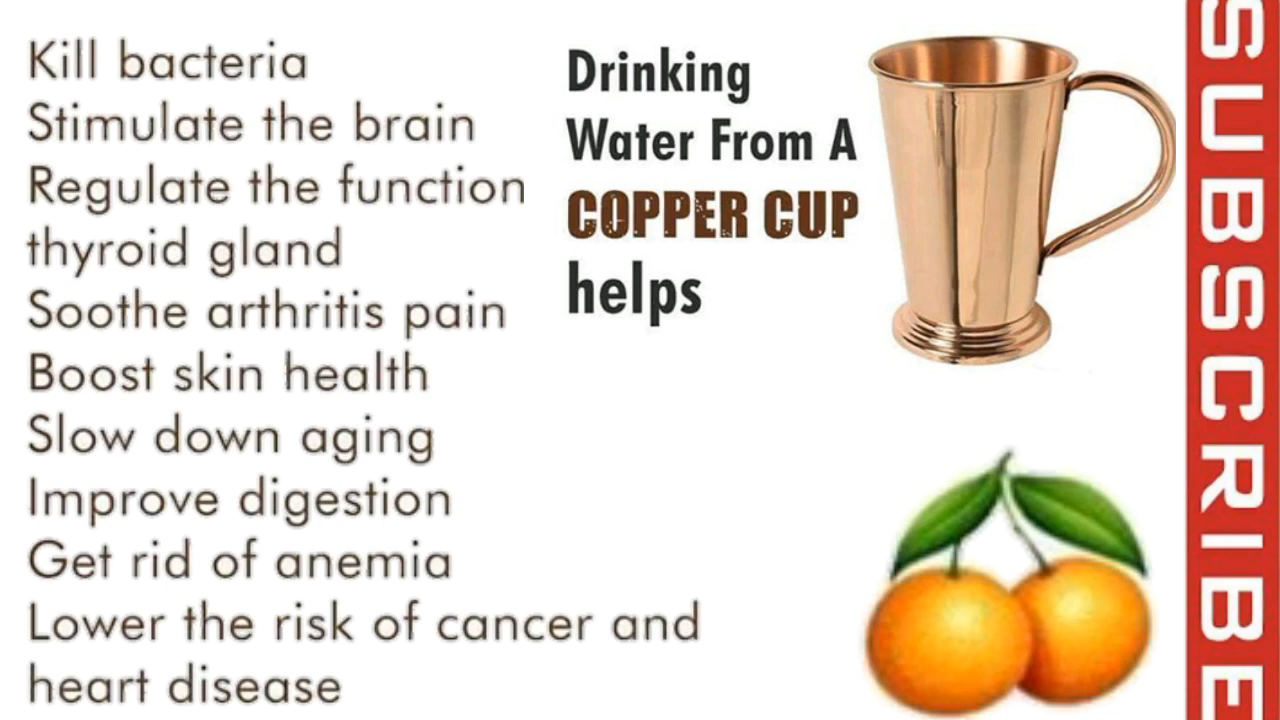 Kill bacteria
Stimulate the brain
Regulate the function
thyroid gland
Soothe arthritis pain
Boost skin health
Slow down aging
Improve digestion
Get rid of anemia
Lower the risk of cancer and
heart disease
Drinking
Water From A
COPPER CUP
helps
SUBSCRIBE